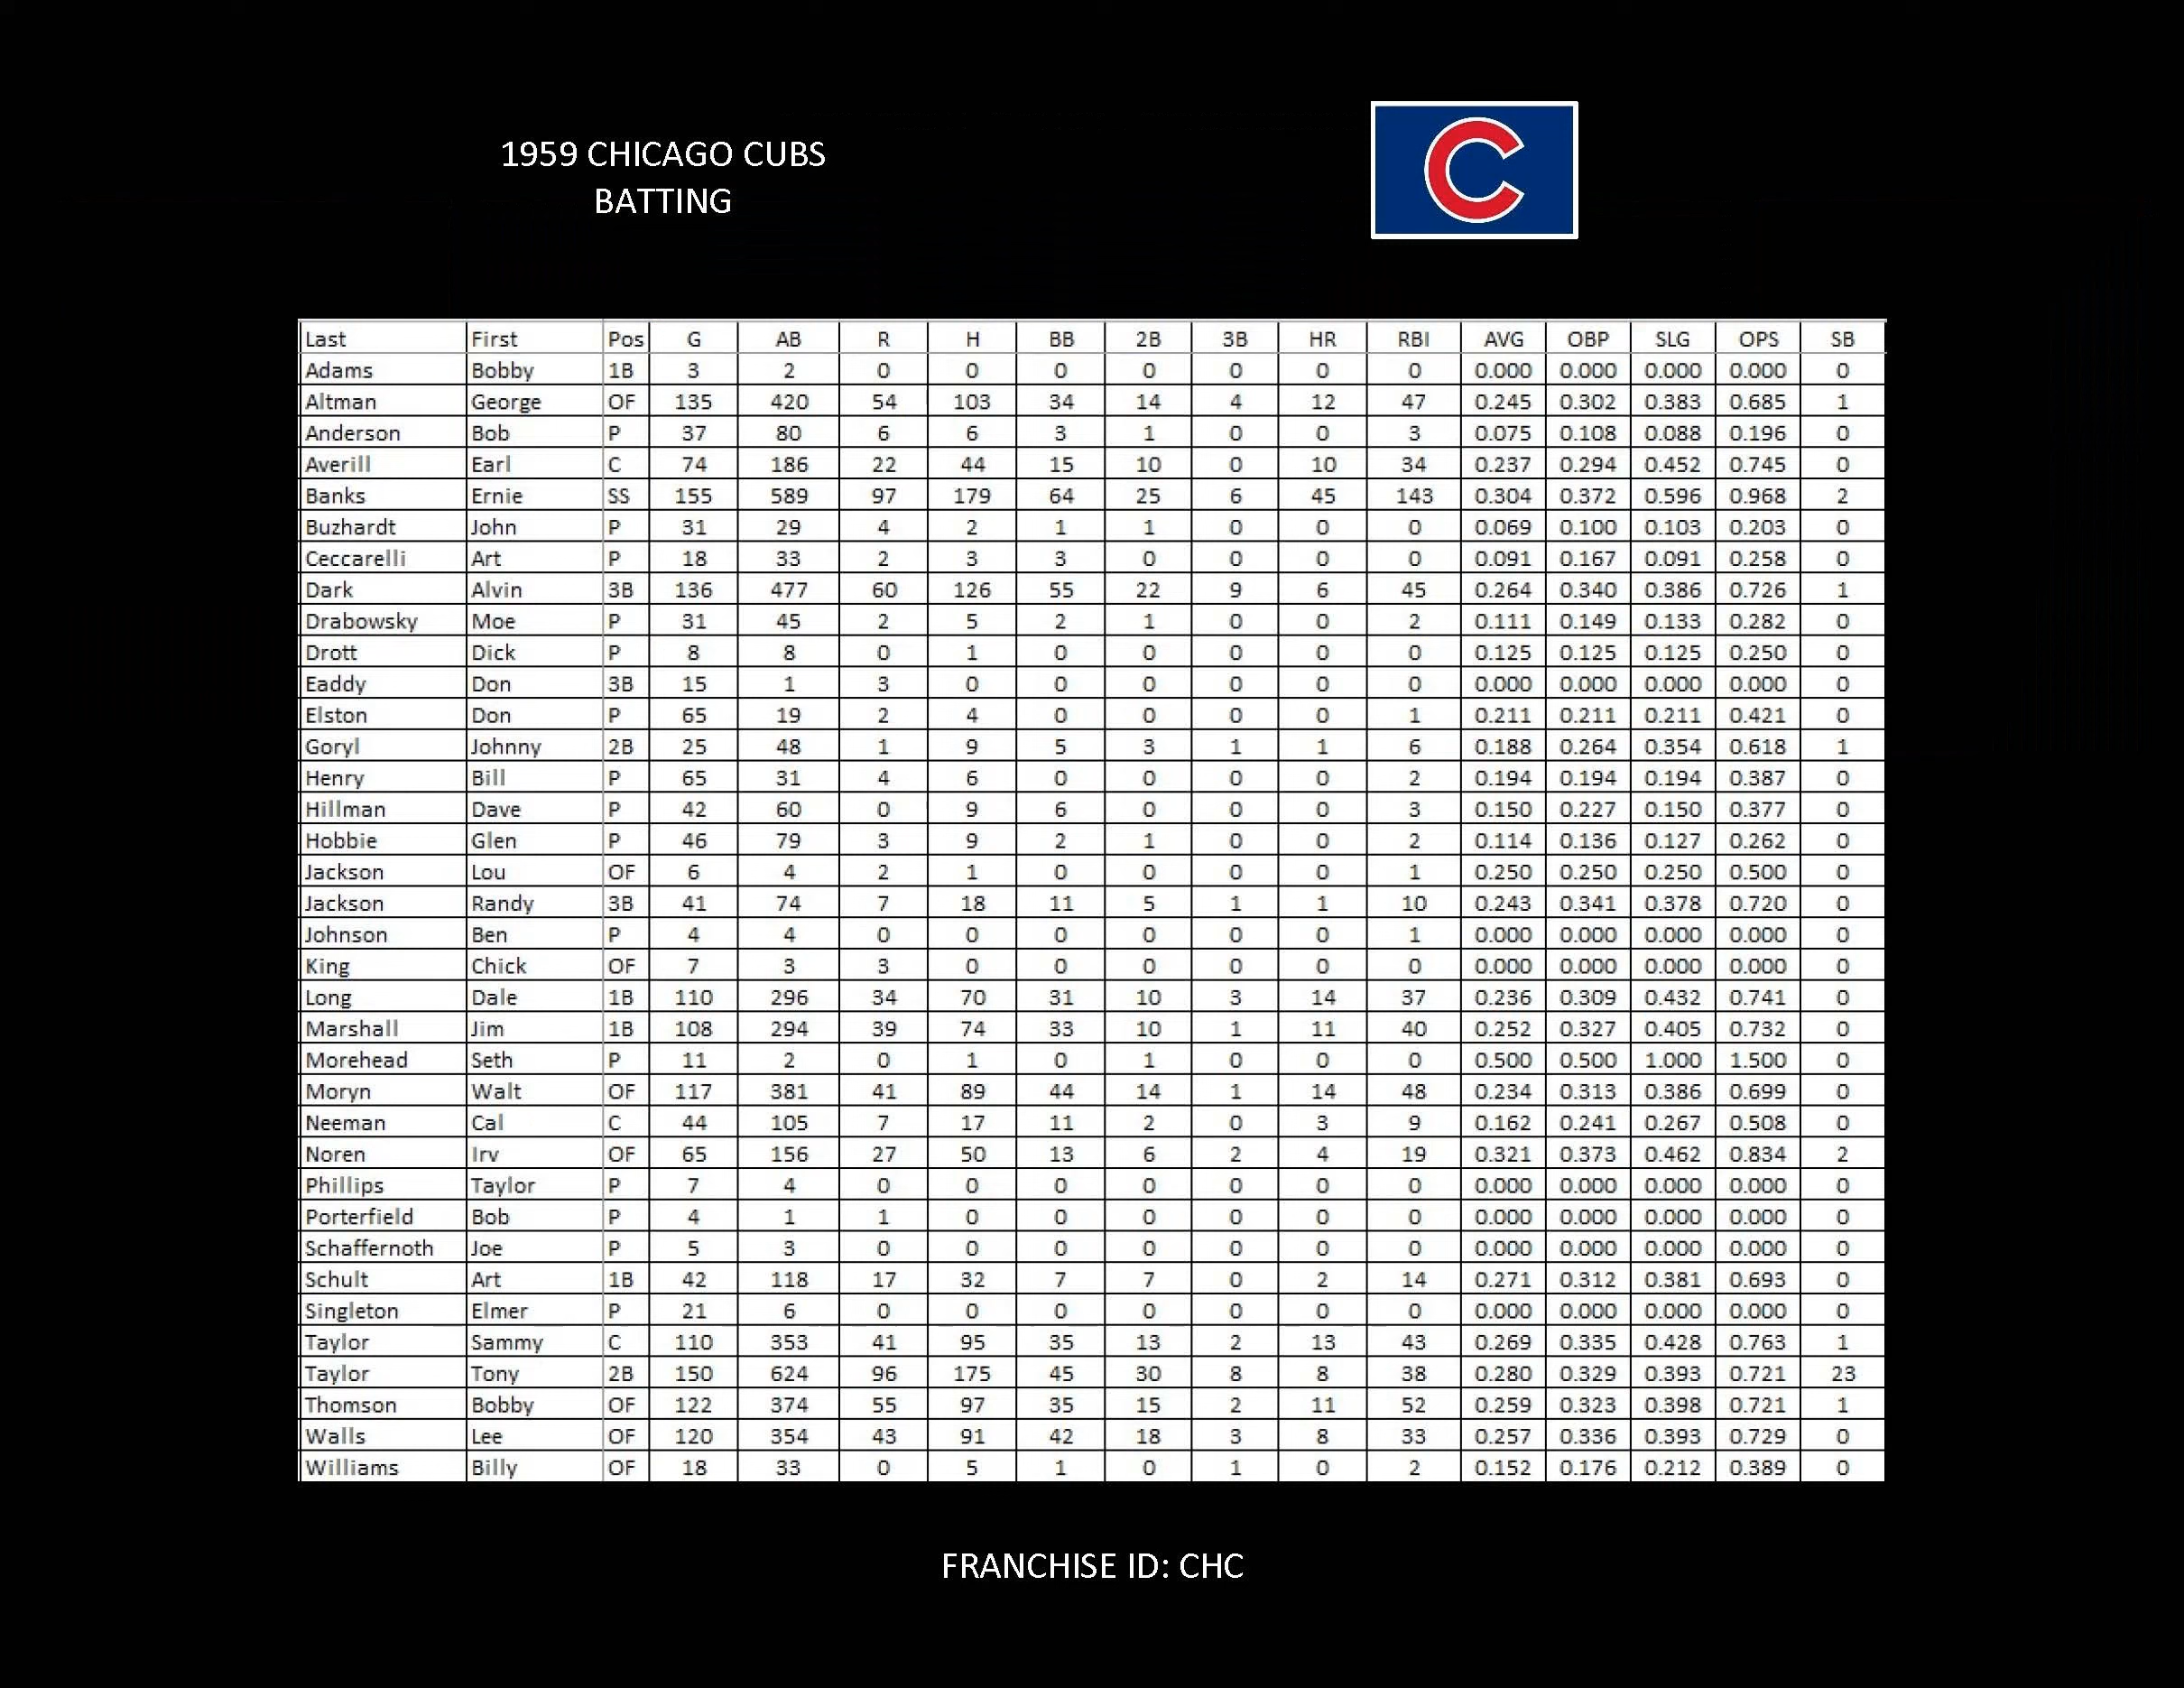 1959 CHICAGO CUBS
BATTING
C
Last First Pos G AB R H BB 2B 3B HR RBI AVG OBP SLG OPS SB
Adams Bobby 1B 3 2 0 0 0 0 0 0 0 0.000 0.000 0.000 0.000 0
Altman George OF 135 420 54 103 34 14 4 12 47 0.245 0.302 0.383 0.685 1
Anderson Bob P 37 80 6 6 3 1 0 0 3 0.075 0.108 0.088 0.196 0
Averill Earl C 74 186 22 44 15 10 0 10 34 0.237 0.294 0.452 0.745 0
Banks Ernie SS 155 589 97 179 64 25 6 45 143 0.304 0.372 0.596 0.968 2
Buzhardt John P 31 29 4 2 1 1 0 0 0 0.069 0.100 0.103 0.203 0
Ceccarelli Art P 18 33 2 3 3 0 0 0 0 0.091 0.167 0.091 0.258 0
Dark Alvin 3B 136 477 60 126 55 22 9 6 45 0.264 0.340 0.386 0.726 1
Drabowsky Moe P 31 45 2 5 2 1 0 0 2 0.111 0.149 0.133 0.282 0
Drott Dick P 8 8 0 1 0 0 0 0 0 0.125 0.125 0.125 0.250 0
Eaddy Don 3B 15 1 3 0 0 0 0 0 0 0.000 0.000 0.000 0.000 0
Elston Don P 65 19 2 4 0 0 0 0 1 0.211 0.211 0.211 0.421 0
Goryl Johnny 2B 25 48 1 9 5 3 1 1 6 0.188 0.264 0.354 0.618 1
Henry Bill P 65 31 4 6 0 0 0 0 2 0.194 0.194 0.194 0.387 0
Hillman Dave P 42 60 0 9 6 0 0 0 3 0.150 0.227 0.150 0.377 0
Hobbie Glen P 46 79 3 9 2 1 0 0 2 0.114 0.136 0.127 0.262 0
Jackson Lou OF 6 4 2 1 0 0 0 0 1 0.250 0.250 0.250 0.500 0
Jackson Randy 3B 41 74 7 18 11 5 1 1 10 0.243 0.341 0.378 0.720 0
Johnson Ben P 4 4 0 0 0 0 0 0 1 0.000 0.000 0.000 0.000 0
King Chick OF 7 3 3 0 0 0 0 0 0 0.000 0.000 0.000 0.000 0
Long Dale 1B 110 296 34 70 31 10 3 14 37 0.236 0.309 0.432 0.741 0
Marshall Jim 1B 108 294 39 74 33 10 1 11 40 0.252 0.327 0.405 0.732 0
Morehead Seth P 11 2 0 1 0 1 0 0 0 0.500 0.500 1.000 1.500 0
Moryn Walt OF 117 381 41 89 44 14 1 14 48 0.234 0.313 0.386 0.699 0
Neeman Cal C 44 105 7 17 11 2 0 3 9 0.162 0.241 0.267 0.508 0
Noren Irv OF 65 156 27 50 13 6 2 4 19 0.321 0.373 0.462 0.834 2
Phillips Taylor P 7 4 0 0 0 0 0 0 0 0.000 0.000 0.000 0.000 0
Porterfield Bob P 4 1 1 0 0 0 0 0 0 0.000 0.000 0.000 0.000 0
Schaffernoth Joe P 5 3 0 0 0 0 0 0 0 0.000 0.000 0.000 0.000 0
Schult Art 1B 42 118 17 32 7 7 0 2 14 0.271 0.312 0.381 0.693 0
Singleton Elmer P 21 6 0 0 0 0 0 0 0 0.000 0.000 0.000 0.000 0
Taylor Sammy C 110 353 41 95 35 13 2 13 43 0.269 0.335 0.428 0.763 1
Taylor Tony 2B 150 624 96 175 45 30 8 8 38 0.280 0.329 0.393 0.721 23
Thomson Bobby OF 122 374 55 97 35 15 2 11 52 0.259 0.323 0.398 0.721 1
Walls Lee OF 120 354 43 91 42 18 3 8 33 0.257 0.336 0.393 0.729 0
Williams Billy OF 18 33 0 5 1 0 1 0 2 0.152 0.176 0.212 0.389 0
FRANCHISE ID: CHC